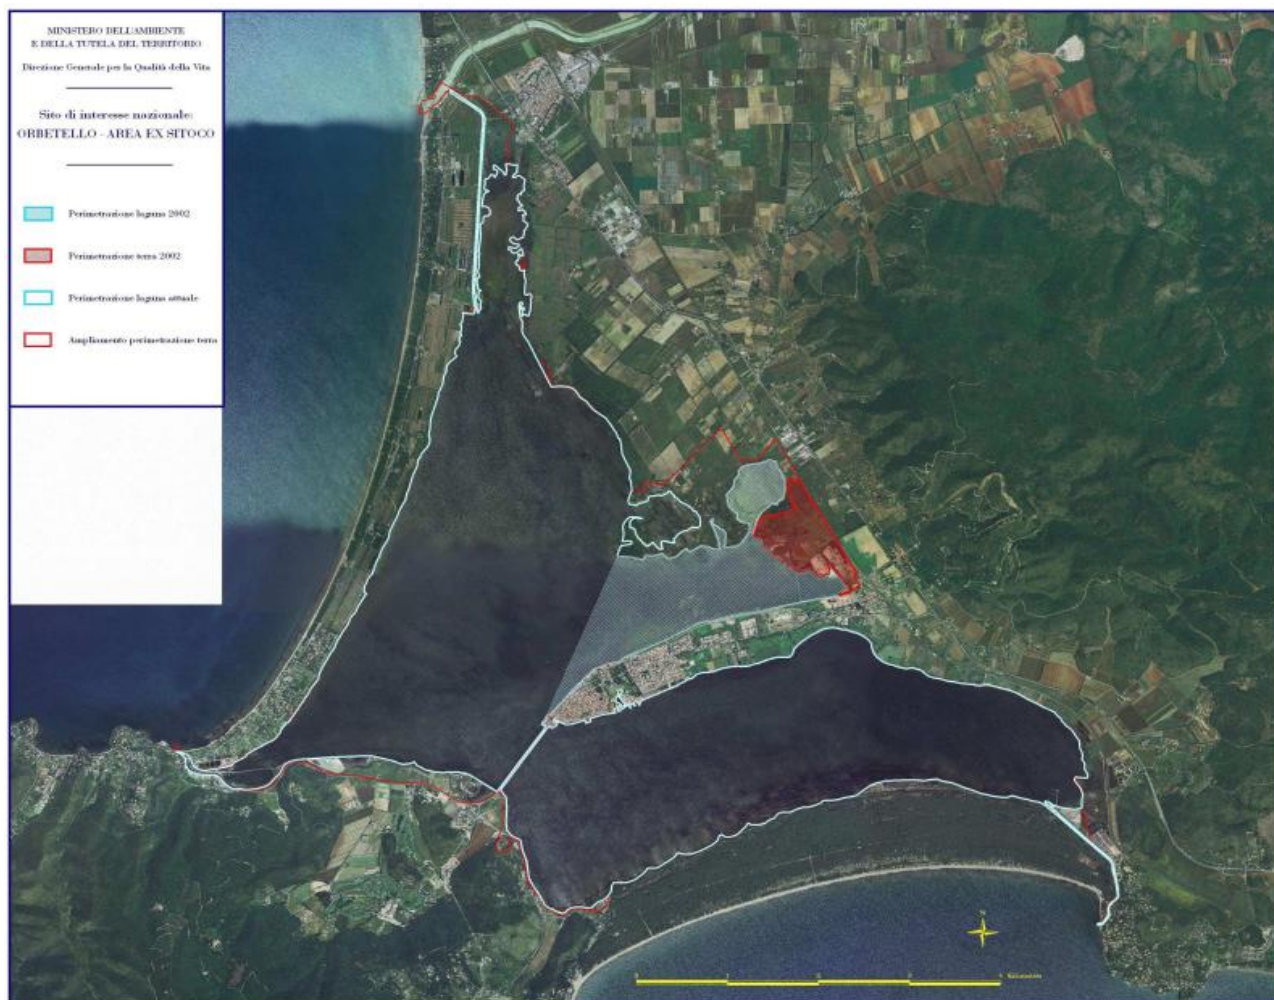 MINISTERO DELL'AMBIENTE
E DELLA TUTELA DEL TERRITORIO
Direzione Generale per la Qualità della Vita
Sito di interesse nazionale:
ORBETELLO - AREA EX SITOCO
Perimetrazione laguna 2002
Perimetrazione terra 2002
Perimetrazione laguna attuale
Ampliamento perimetrazione terra